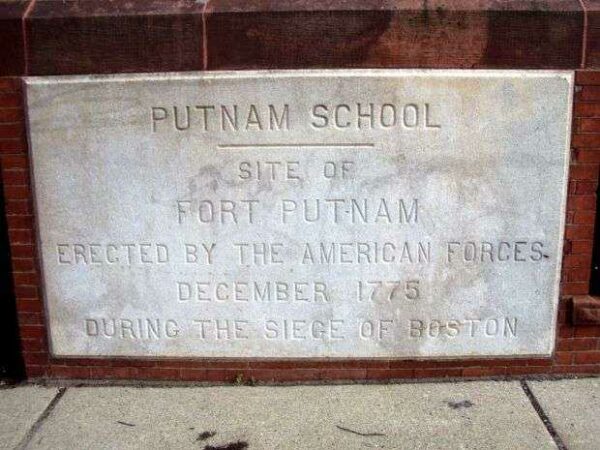 PUTNAM SCHOOL
SITE OF
FORT PUTNAM
ERECTED BY THE AMERICAN FORCES
DECEMBER 1775
DURING THE SIEGE OF BOSTON